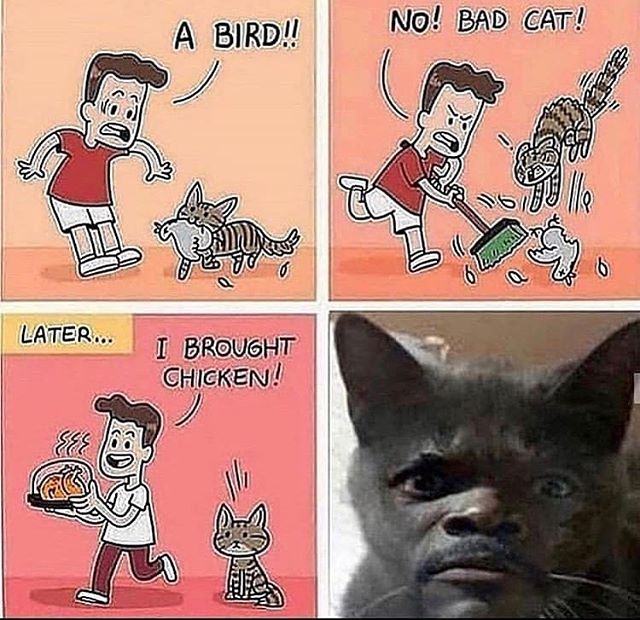 A BIRD!!
NO! BAD CAT!
LATER...
I BROUGHT
CHICKEN!